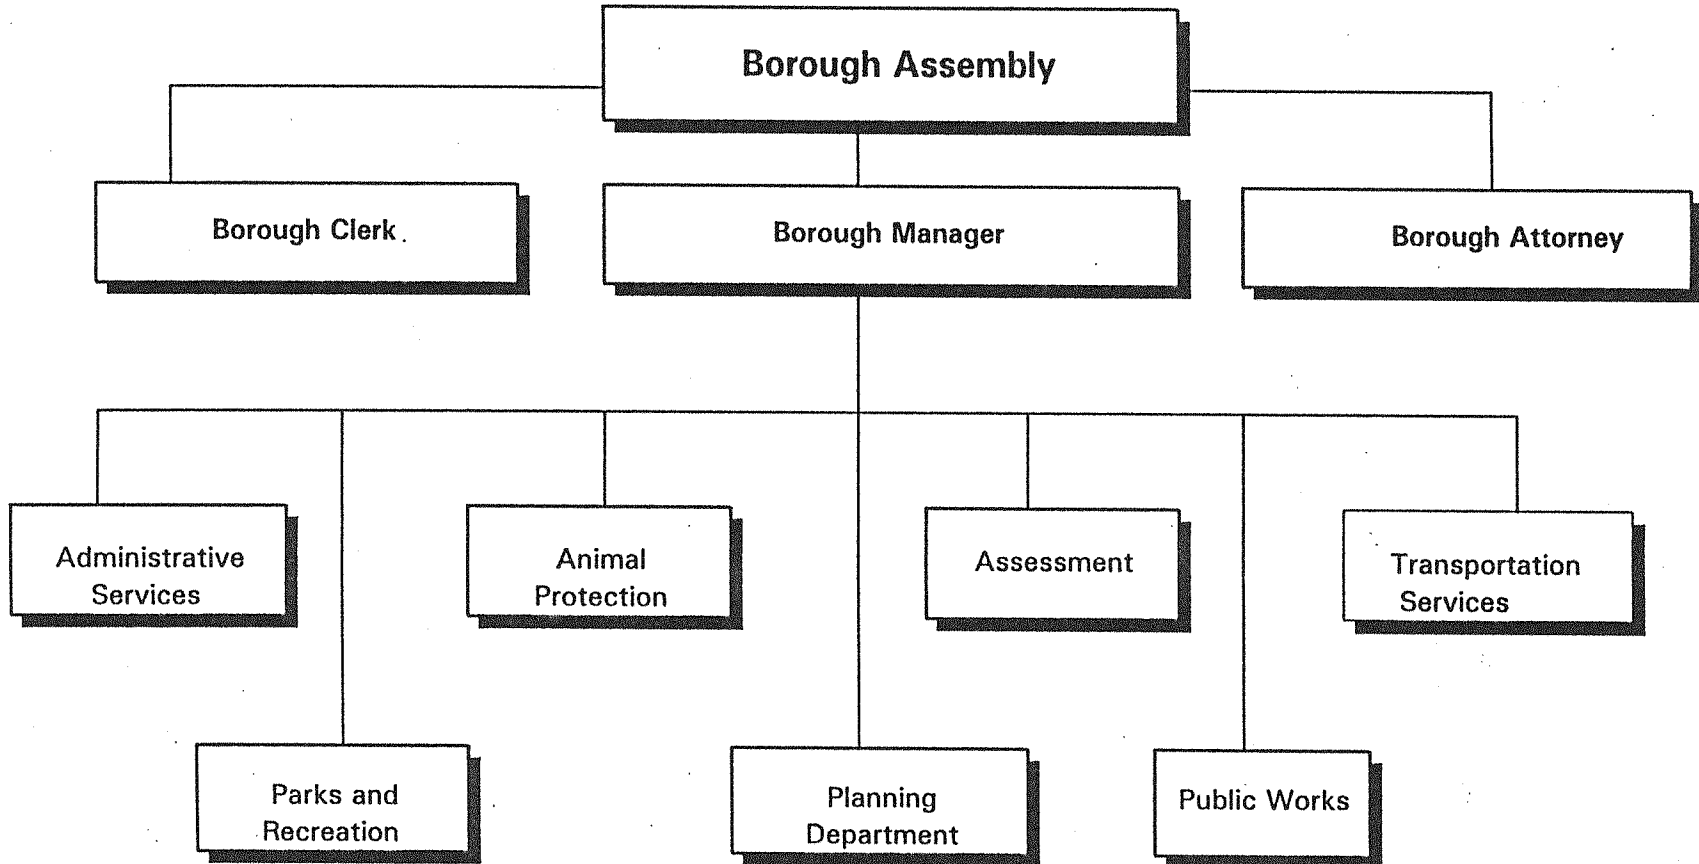 Borough Assembly
Borough Clerk
Borough Manager
Borough Attorney
Administrative
Services
Animal
Protection
Assessment
Transportation
Services
Parks and
Recreation
Planning
Department
Public Works